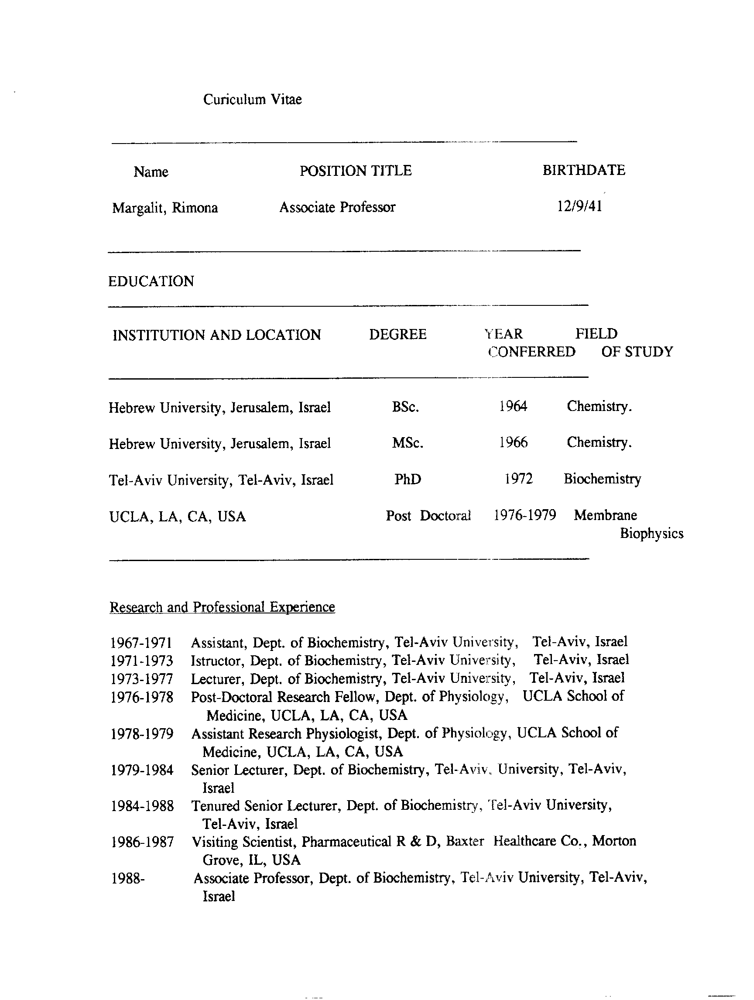 Curiculum Vitae
Name POSITION TITLE BIRTHDATE
Margalit, Rimona Associate Professor 12/9/41
EDUCATION
INSTITUTION AND LOCATION DEGREE YEAR FIELD
CONFERRED OF STUDY
Hebrew University, Jerusalem, Israel BSc. 1964 Chemistry.
Hebrew University, Jerusalem, Israel MSc. 1966 Chemistry.
Tel-Aviv University, Tel-Aviv, Israel PhD 1972 Biochemistry
UCLA, LA, CA, USA Post Doctoral 1976-1979 Membrane
Biophysics
Research and Professional Experience
1967-1971 Assistant, Dept. of Biochemistry, Tel-Aviv University, Tel-Aviv, Israel
1971-1973 Istructor, Dept. of Biochemistry, Tel-Aviv University, Tel-Aviv, Israel
1973-1977 Lecturer, Dept. of Biochemistry, Tel-Aviv University, Tel-Aviv, Israel
1976-1978 Post-Doctoral Research Fellow, Dept. of Physiology, UCLA School of
Medicine, UCLA, LA, CA, USA
1978-1979 Assistant Research Physiologist, Dept. of Physiology, UCLA School of
Medicine, UCLA, LA, CA, USA
1979-1984 Senior Lecturer, Dept. of Biochemistry, Tel-Aviv, University, Tel-Aviv,
Israel
1984-1988 Tenured Senior Lecturer, Dept. of Biochemistry, Tel-Aviv University,
Tel-Aviv, Israel
1986-1987 Visiting Scientist, Pharmaceutical R & D, Baxter Healthcare Co., Morton
Grove, IL, USA
1988- Associate Professor, Dept. of Biochemistry, Tel-Aviv University, Tel-Aviv,
Israel